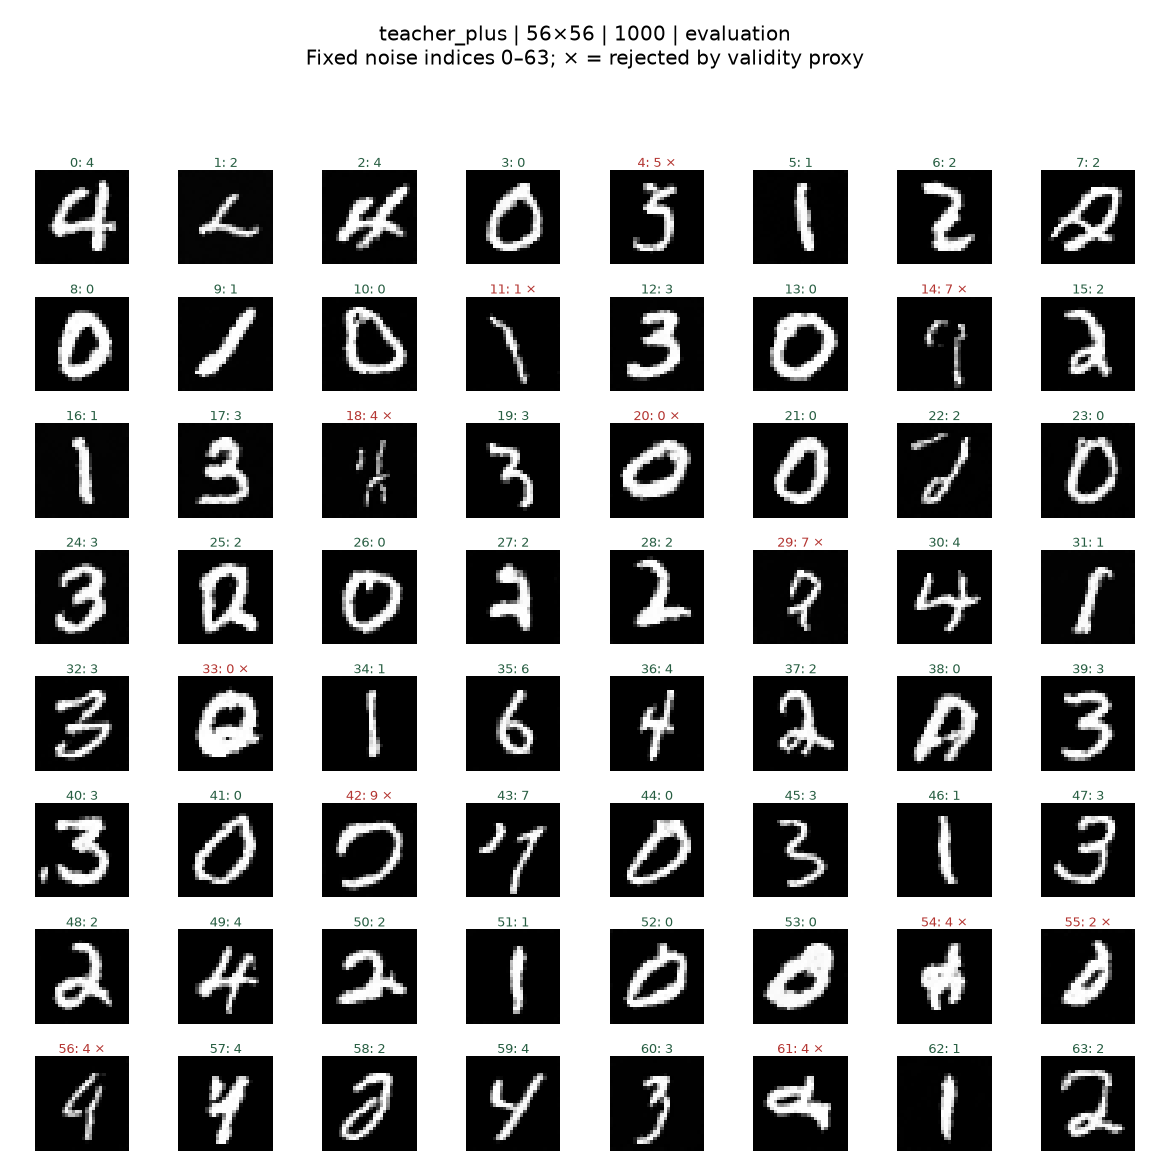 teacher_plus | 56×56 | 1000 | evaluation
Fixed noise indices 0–63; × = rejected by validity proxy
0: 4 1: 2 2: 4 3: 0 4: 5 × 5: 1 6: 2 7: 2
8: 0 9: 1 10: 0 11: 1 × 12: 3 13: 0 14: 7 × 15: 2
16: 1 17: 3 18: 4 × 19: 3 20: 0 × 21: 0 22: 2 23: 0
24: 3 25: 2 26: 0 27: 2 28: 2 29: 7 × 30: 4 31: 1
32: 3 33: 0 × 34: 1 35: 6 36: 4 37: 2 38: 0 39: 3
40: 3 41: 0 42: 9 × 43: 7 44: 0 45: 3 46: 1 47: 3
48: 2 49: 4 50: 2 51: 1 52: 0 53: 0 54: 4 × 55: 2 ×
56: 4 × 57: 4 58: 2 59: 4 60: 3 61: 4 × 62: 1 63: 2